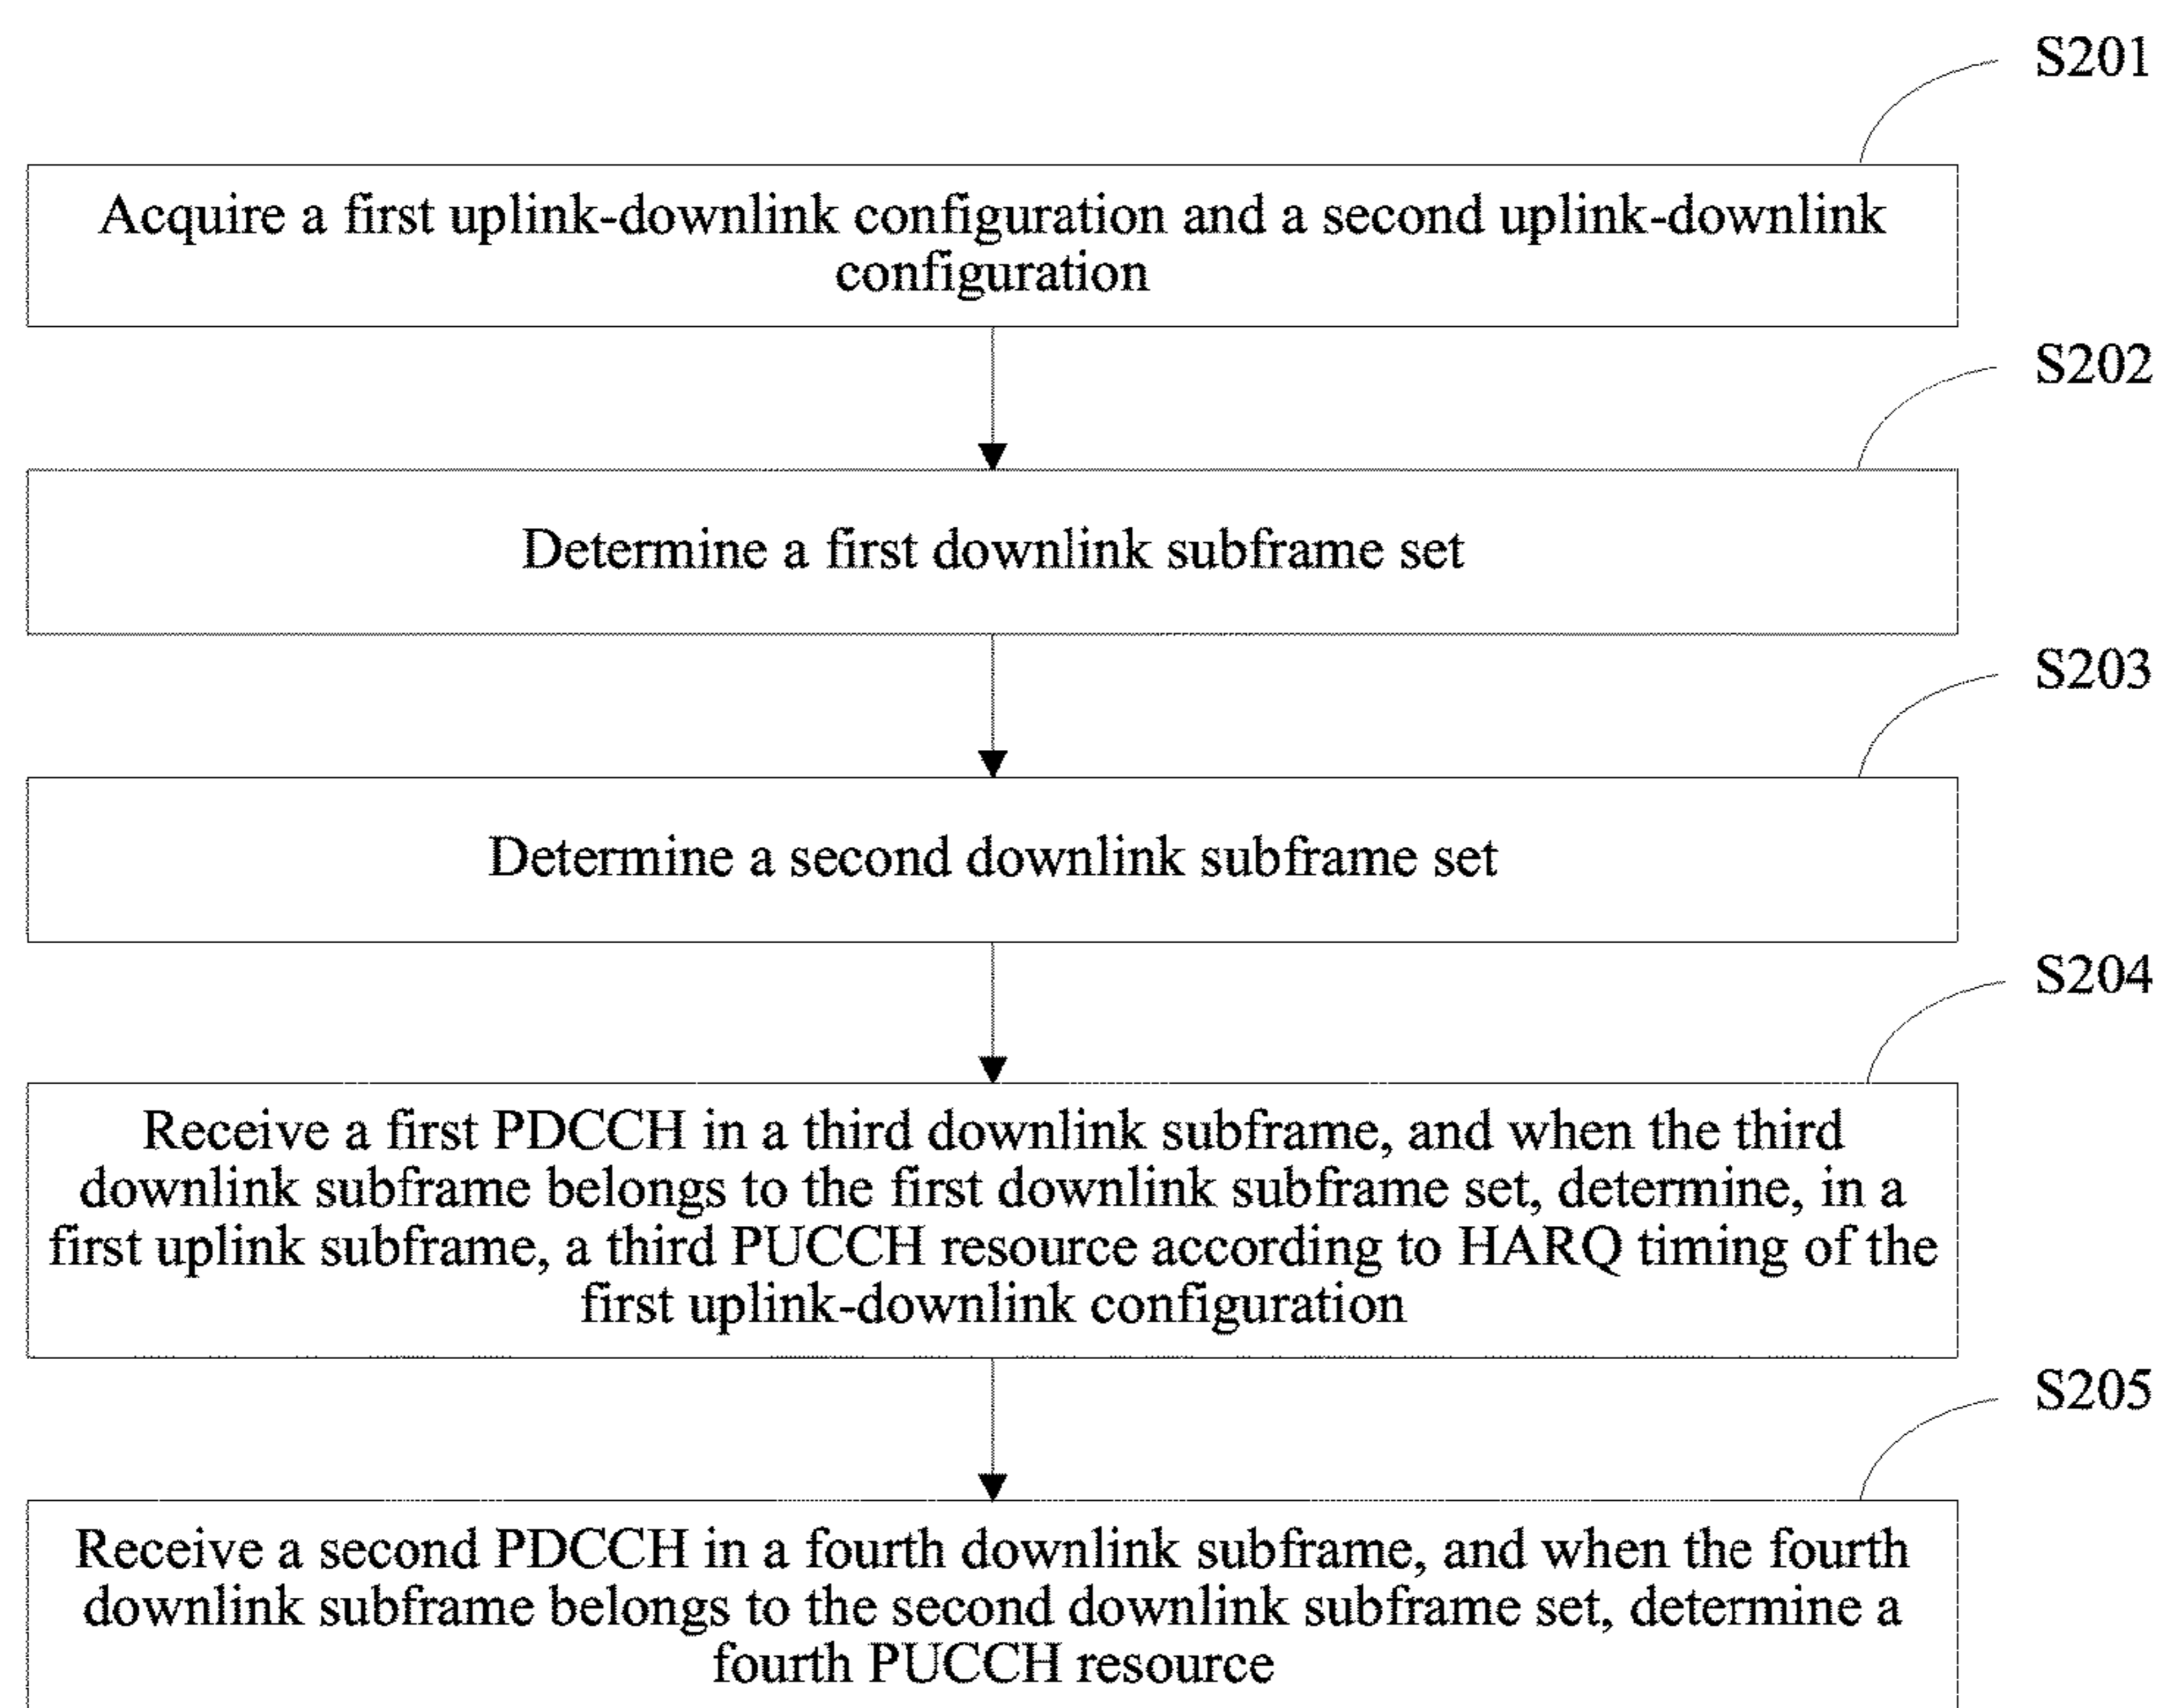 S201
Acquire a first uplink-downlink configuration and a second uplink-downlink
configuration
S202
Determine a first downlink subframe set
S203
Determine a second downlink subframe set
S204
Receive a first PDCCH in a third downlink subframe, and when the third
downlink subframe belongs to the first downlink subframe set, determine, in a
first uplink subframe, a third PUCCH resource according to HARQ timing of the
first uplink-downlink configuration
S205
Receive a second PDCCH in a fourth downlink subframe, and when the fourth
downlink subframe belongs to the second downlink subframe set, determine a
fourth PUCCH resource